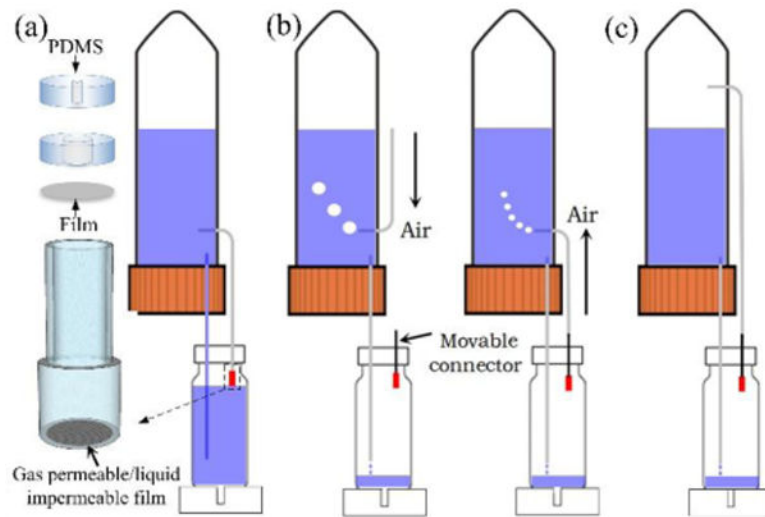 (a)
PDMS
Film
Gas permeable/liquid
impermeable film
(b)
Air
Movable
connector
Air
(c)